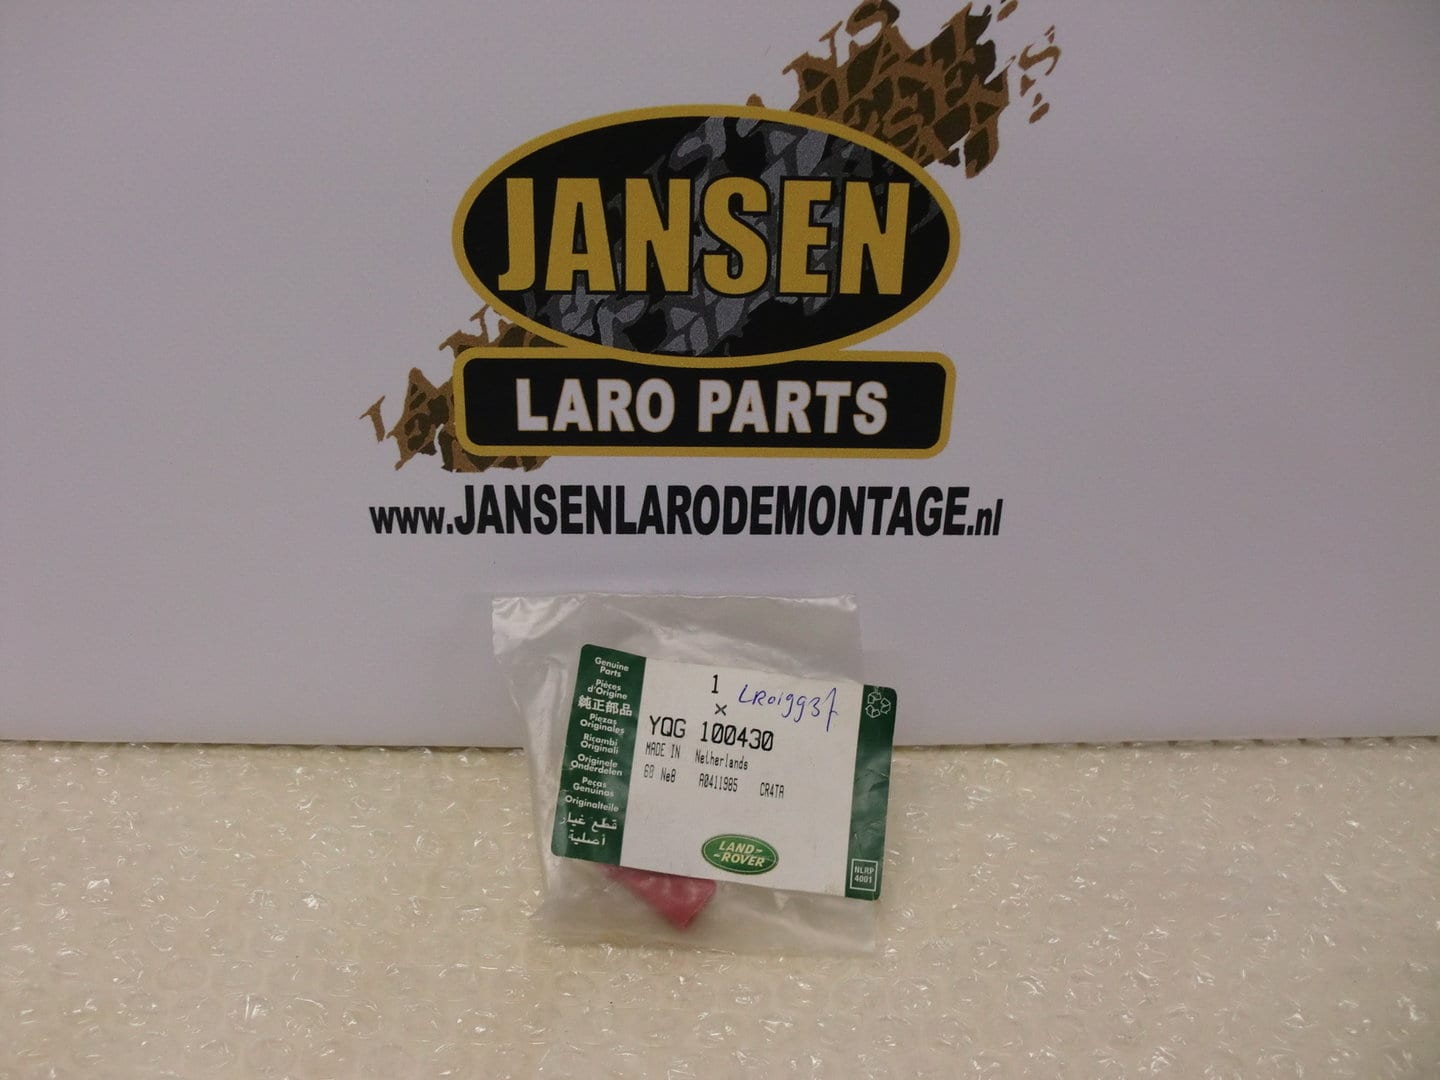 JANSEN
LARO PARTS
www.JANSENLARODEMONTAGE.nl
Genuine
Parts
Pièces
d'Origine
純正部品
Piezas
Originales
Ricambi
Originali
Originele
Onderdelen
Peças
Genuínas
Originalteile
قطع غيار
أصلية
1
X
LR019937
YQG 100430
MADE IN Netherlands
60 Ne8 A0411985 CR4TA
LAND-
-ROVER
NLRP
4001